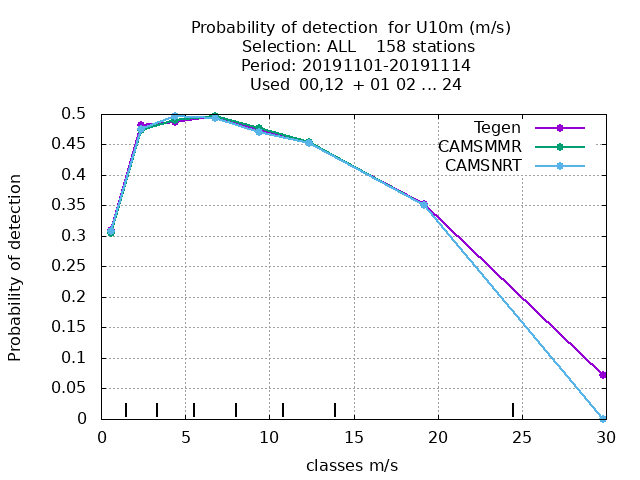 Probability of detection  for U10m (m/s)
Selection: ALL    158 stations
Period: 20191101-20191114
Used  00,12  + 01 02 ... 24
Tegen
CAMSMMR
CAMSNRT
0.5
0.45
0.4
0.35
0.3
0.25
0.2
0.15
0.1
0.05
0
Probability of detection
0 5 10 15 20 25 30
classes m/s